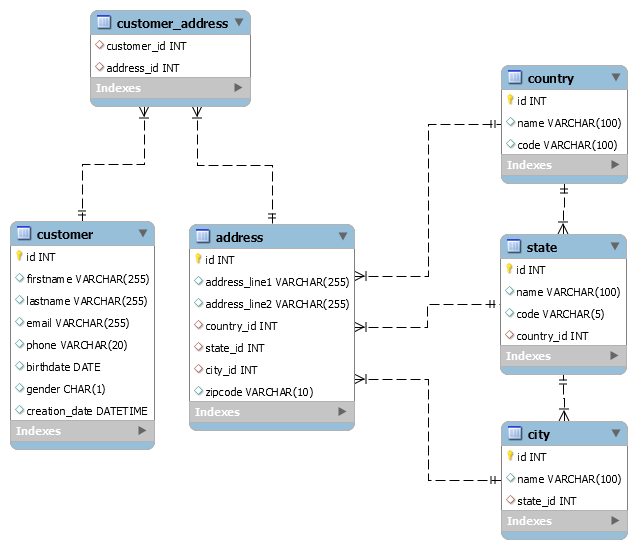 customer_address
customer_id INT
address_id INT
Indexes
customer
id INT
firstname VARCHAR(255)
lastname VARCHAR(255)
email VARCHAR(255)
phone VARCHAR(20)
birthdate DATE
gender CHAR(1)
creation_date DATETIME
Indexes
address
id INT
address_line1 VARCHAR(255)
address_line2 VARCHAR(255)
country_id INT
state_id INT
city_id INT
zipcode VARCHAR(10)
Indexes
country
id INT
name VARCHAR(100)
code VARCHAR(100)
Indexes
state
id INT
name VARCHAR(100)
code VARCHAR(5)
country_id INT
Indexes
city
id INT
name VARCHAR(100)
state_id INT
Indexes